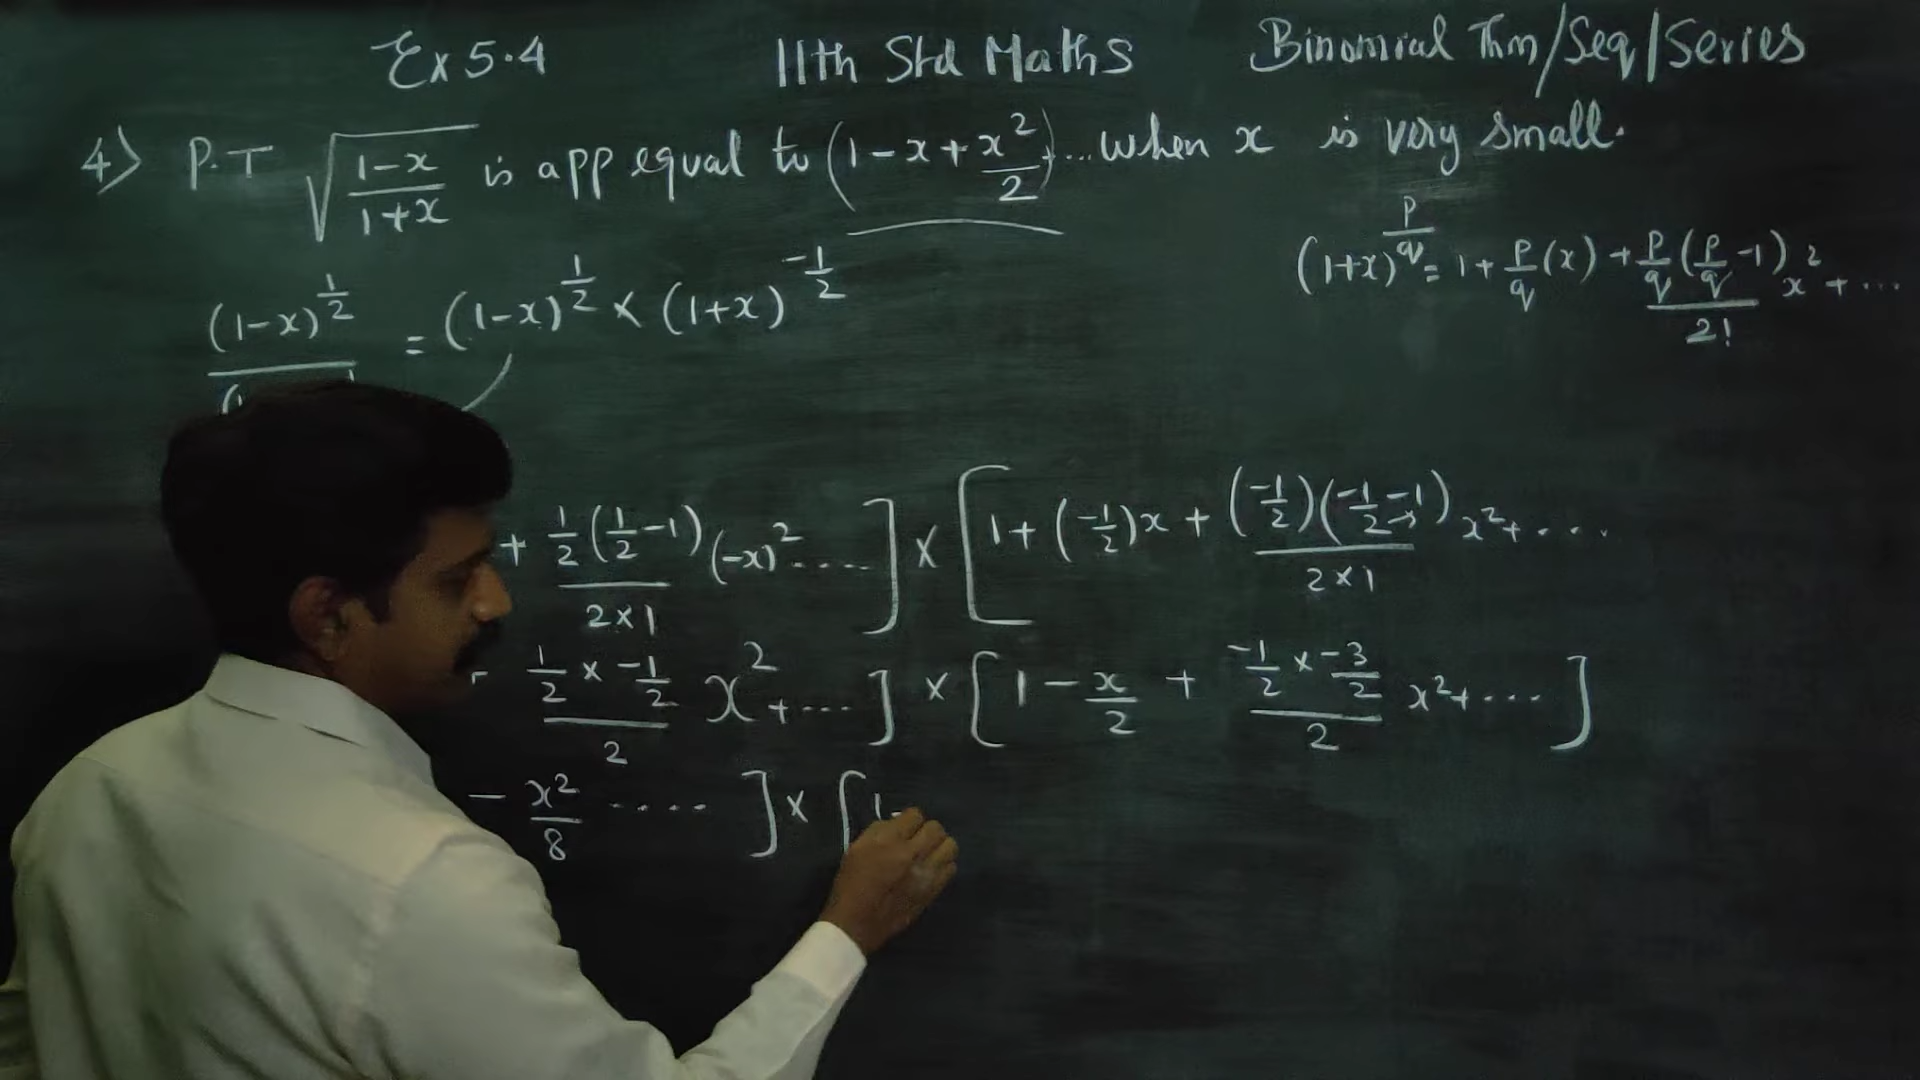 Ex 5.4 11th Std Maths Binomial Thm/Seq/Series
4) P.T √((1-x)/(1+x)) is app equal to (1-x+x²/2)+... when x is very small.
(1+x)^(p/q) = 1+p/q(x)+(p/q(p/q-1))/2! x²+...
(1-x)^(1/2)/( = (1-x)^(1/2) × (1+x)^(-1/2)
+ (1/2(1/2-1))/(2×1) (-x)².....] × [1+(-1/2)x+((-1/2)(-1/2-1))/(2×1) x²+....
(1/2 × -1/2)/2 x²+...] × [1-x/2+(-1/2 × -3/2)/2 x²+...]
- x²/8 .....] × [1-